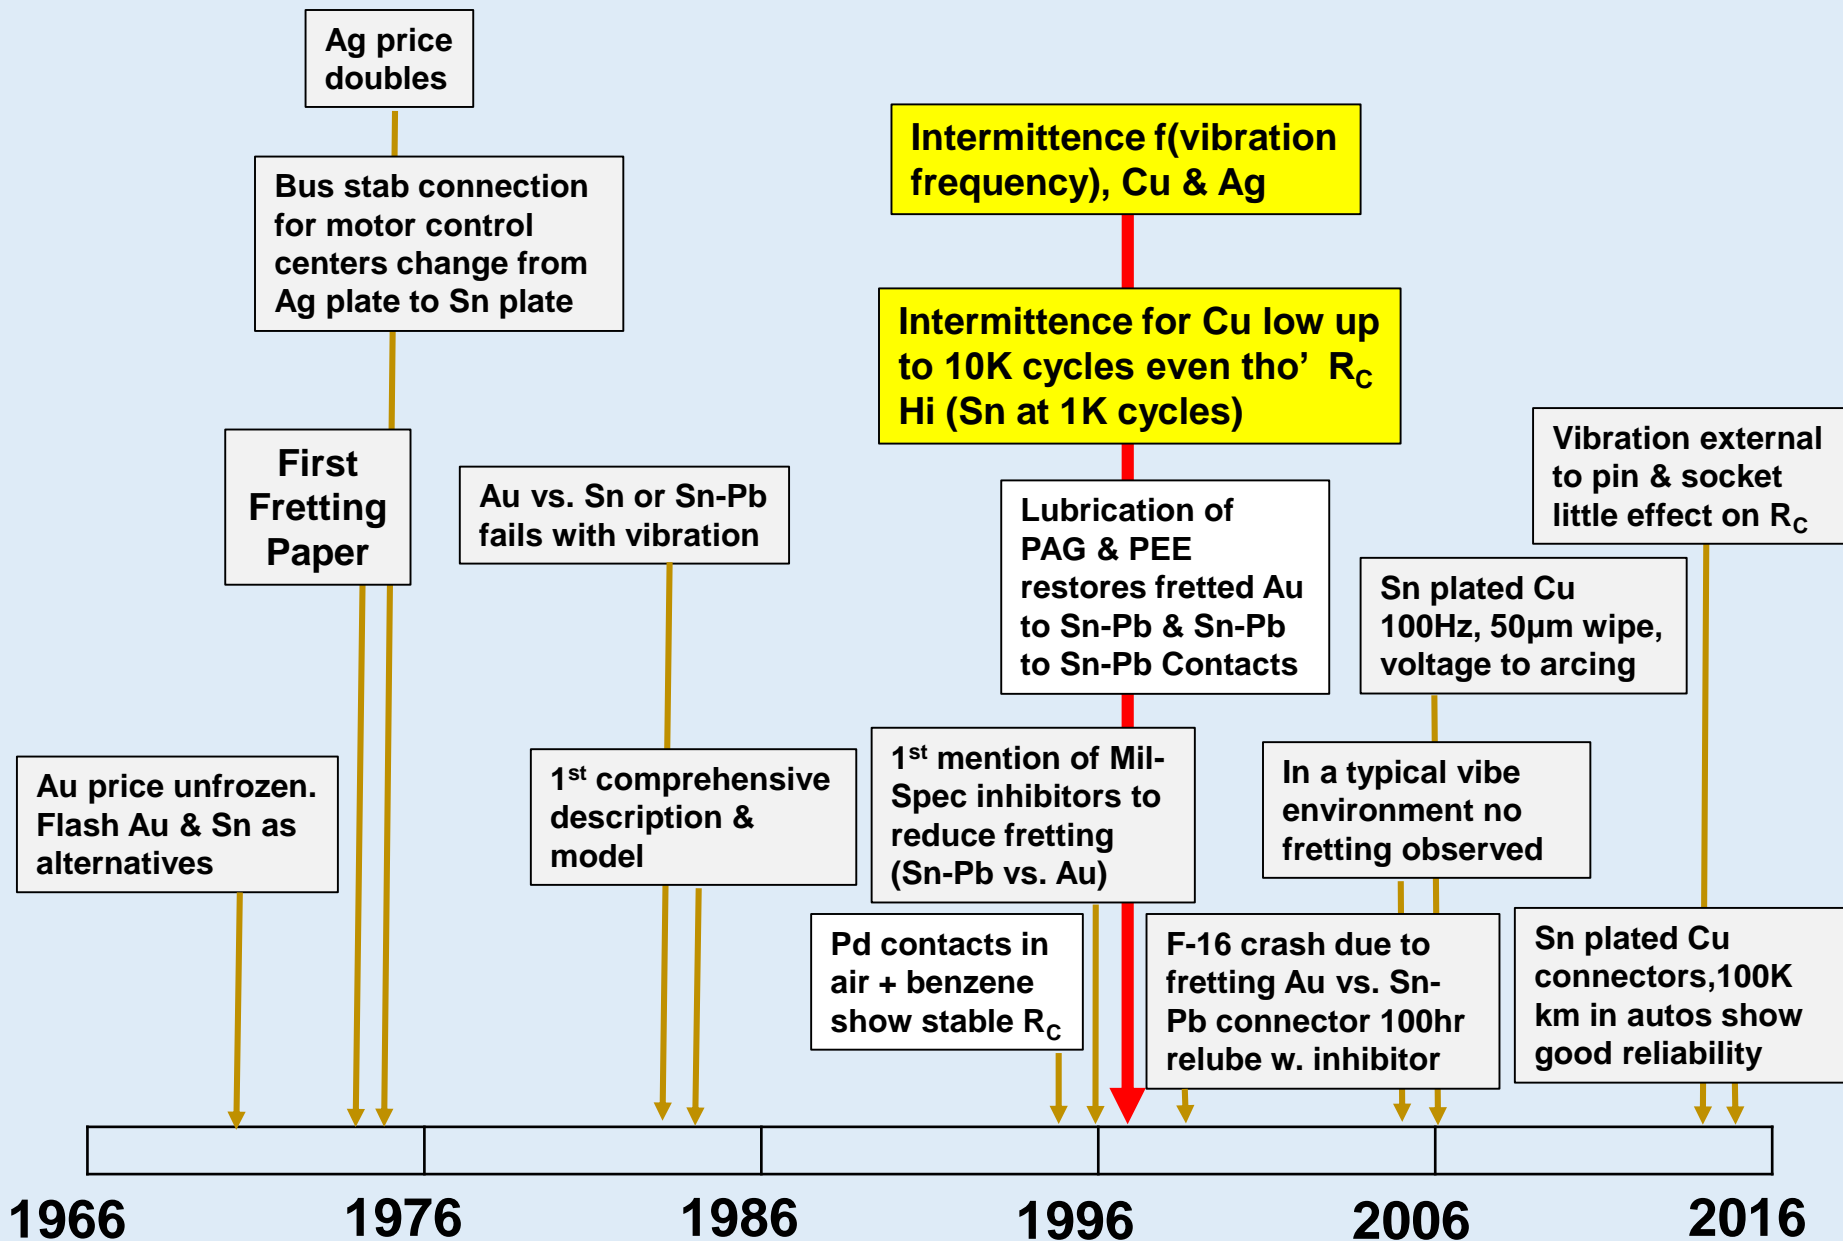 Ag price
doubles
Bus stab connection
for motor control
centers change from
Ag plate to Sn plate
First
Fretting
Paper
Au price unfrozen.
Flash Au & Sn as
alternatives
Au vs. Sn or Sn-Pb
fails with vibration
1st comprehensive
description &
model
Intermittence f(vibration
frequency), Cu & Ag
Intermittence for Cu low up
to 10K cycles even tho’ RC
Hi (Sn at 1K cycles)
Lubrication of
PAG & PEE
restores fretted Au
to Sn-Pb & Sn-Pb
to Sn-Pb Contacts
1st mention of Mil-
Spec inhibitors to
reduce fretting
(Sn-Pb vs. Au)
Pd contacts in
air + benzene
show stable RC
F-16 crash due to
fretting Au vs. Sn-
Pb connector 100hr
relube w. inhibitor
Sn plated Cu
100Hz, 50µm wipe,
voltage to arcing
In a typical vibe
environment no
fretting observed
Vibration external
to pin & socket
little effect on RC
Sn plated Cu
connectors,100K
km in autos show
good reliability
1966 1976 1986 1996 2006 2016